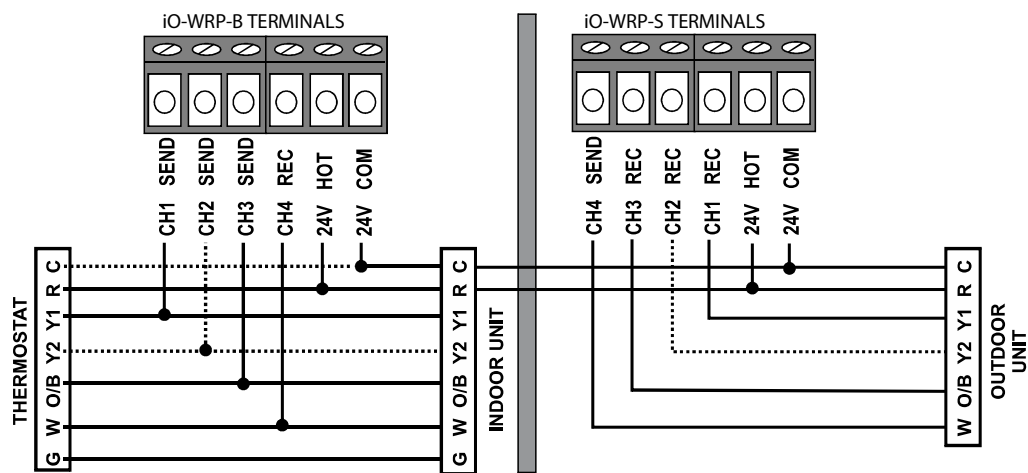 iO-WRP-B TERMINALS
CH1 SEND
CH2 SEND
CH3 SEND
CH4 REC
24V HOT
24V COM
THERMOSTAT
C
R
Y1
Y2
O/B
W
G
C
R
Y1
Y2
O/B
W
G
INDOOR UNIT
iO-WRP-S TERMINALS
CH4 SEND
CH3 REC
CH2 REC
CH1 REC
24V HOT
24V COM
C
R
Y1
Y2
O/B
W
OUTDOOR
UNIT